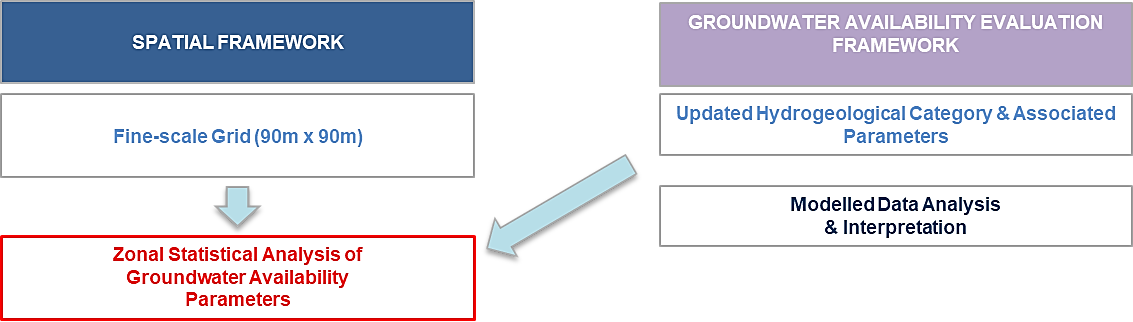 SPATIAL FRAMEWORK
Fine-scale Grid (90m x 90m)
Zonal Statistical Analysis of
Groundwater Availability
Parameters
GROUNDWATER AVAILABILITY EVALUATION
FRAMEWORK
Updated Hydrogeological Category & Associated
Parameters
Modelled Data Analysis
& Interpretation